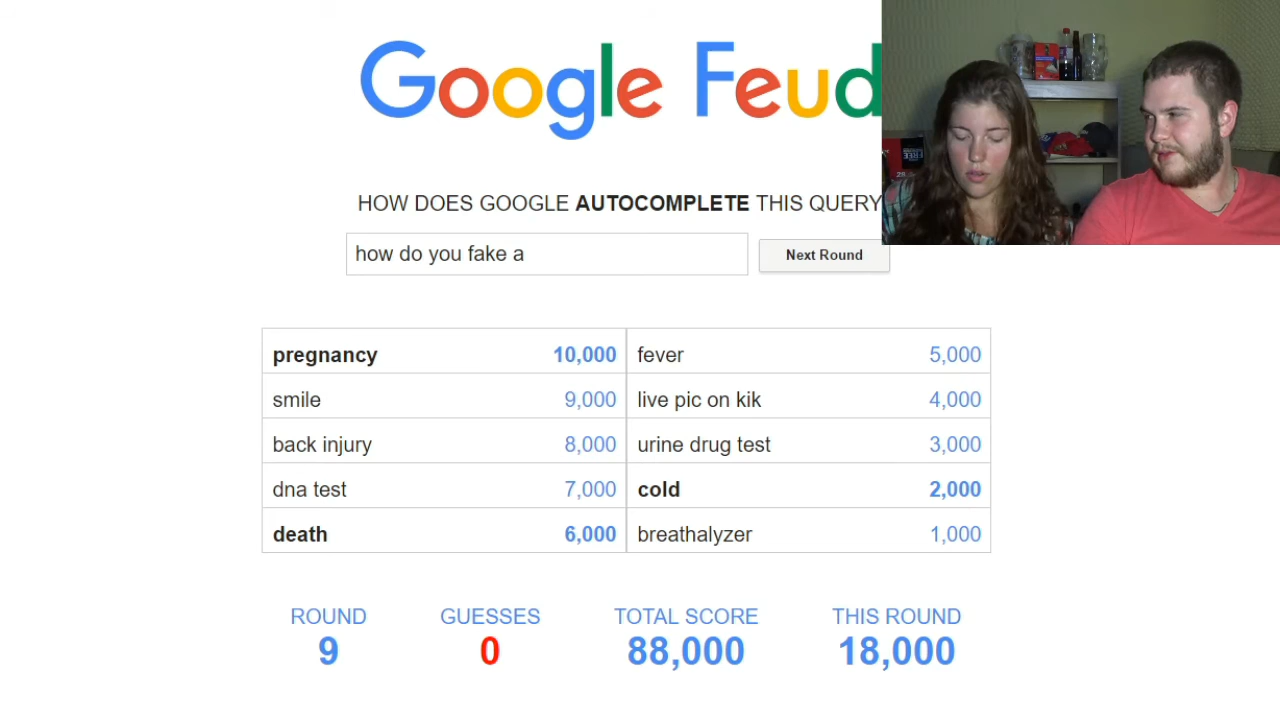 Google Feud
HOW DOES GOOGLE AUTOCOMPLETE THIS QUERY
how do you fake a
Next Round
pregnancy 10,000
smile 9,000
back injury 8,000
dna test 7,000
death 6,000
fever 5,000
live pic on kik 4,000
urine drug test 3,000
cold 2,000
breathalyzer 1,000
ROUND
9
GUESSES
0
TOTAL SCORE
88,000
THIS ROUND
18,000
FREE
28